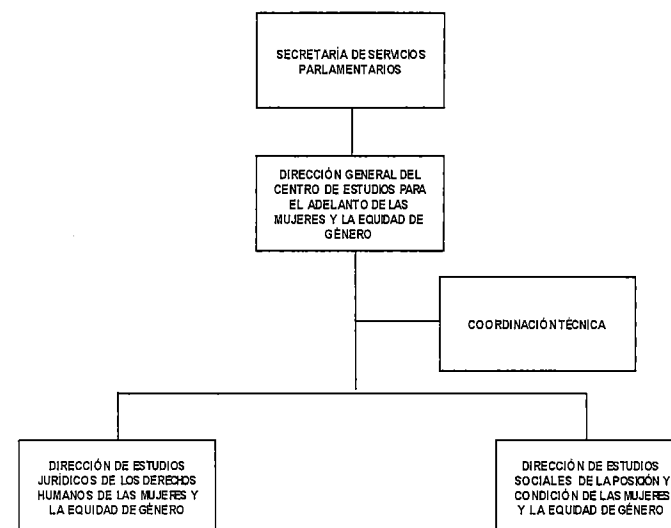 SECRETARÍA DE SERVICIOS
PARLAMENTARIOS
DIRECCIÓN GENERAL DEL
CENTRO DE ESTUDIOS PARA
EL ADELANTO DE LAS
MUJERES Y LA EQUIDAD DE
GÉNERO
COORDINACIÓN TÉCNICA
DIRECCIÓN DE ESTUDIOS
JURÍDICOS DE LOS DERECHOS
HUMANOS DE LAS MUJERES Y
LA EQUIDAD DE GÉNERO
DIRECCIÓN DE ESTUDIOS
SOCIALES DE LA POSICIÓN Y
CONDICIÓN DE LAS MUJERES
Y LA EQUIDAD DE GÉNERO